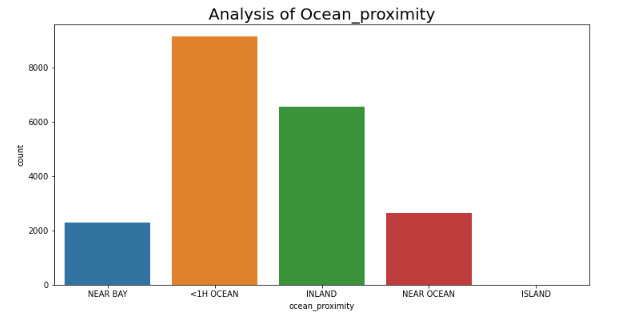 Analysis of Ocean_proximity
8000
6000
4000
2000
0
count
NEAR BAY
<1H OCEAN
INLAND
NEAR OCEAN
ISLAND
ocean_proximity